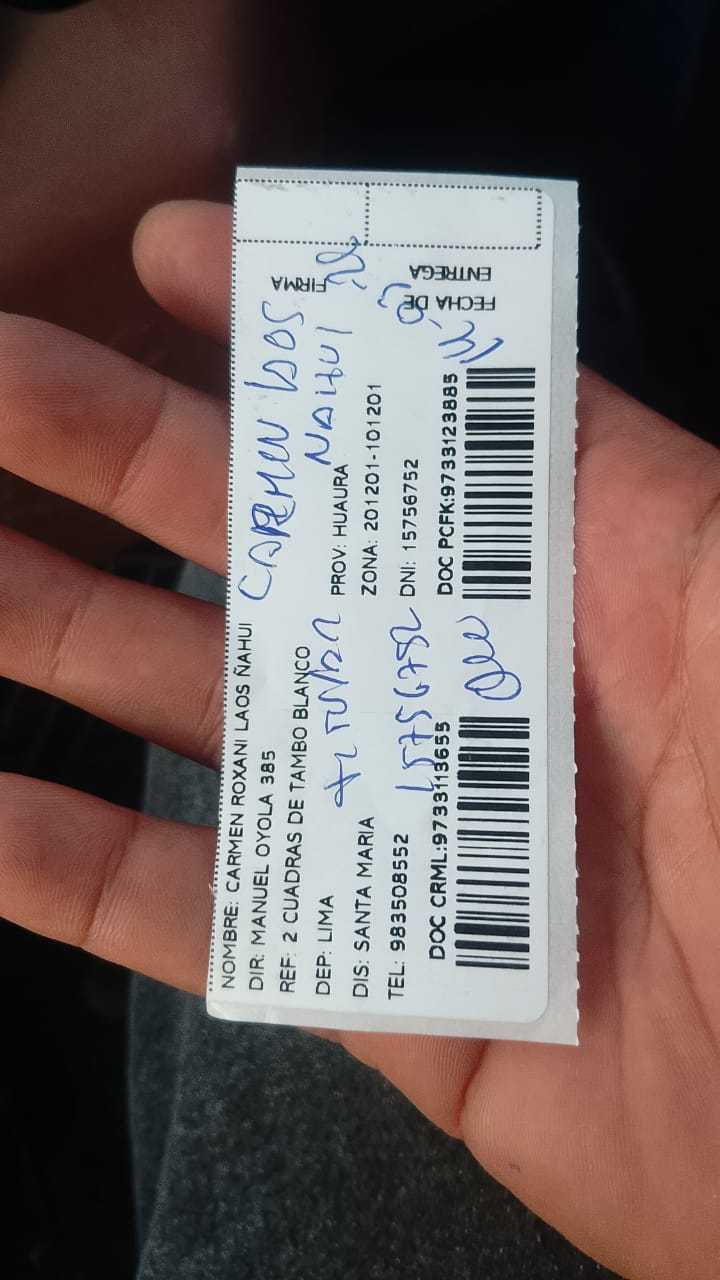 NOMBRE: CARMEN ROXANI LAOS ÑAHUI
DIR: MANUEL OYOLA 385
REF: 2 CUADRAS DE TAMBO BLANCO
DEP: LIMA
PROV: HUAURA
DIS: SANTA MARIA
ZONA: 201201-101201
TEL: 983508552
DNI: 15756752
DOC CRML:9733113655
DOC PCFK:9733123885
FIRMA
FECHA DE
ENTREGA
CARMEN LAOS
NAHUI
TITULAR
15756752